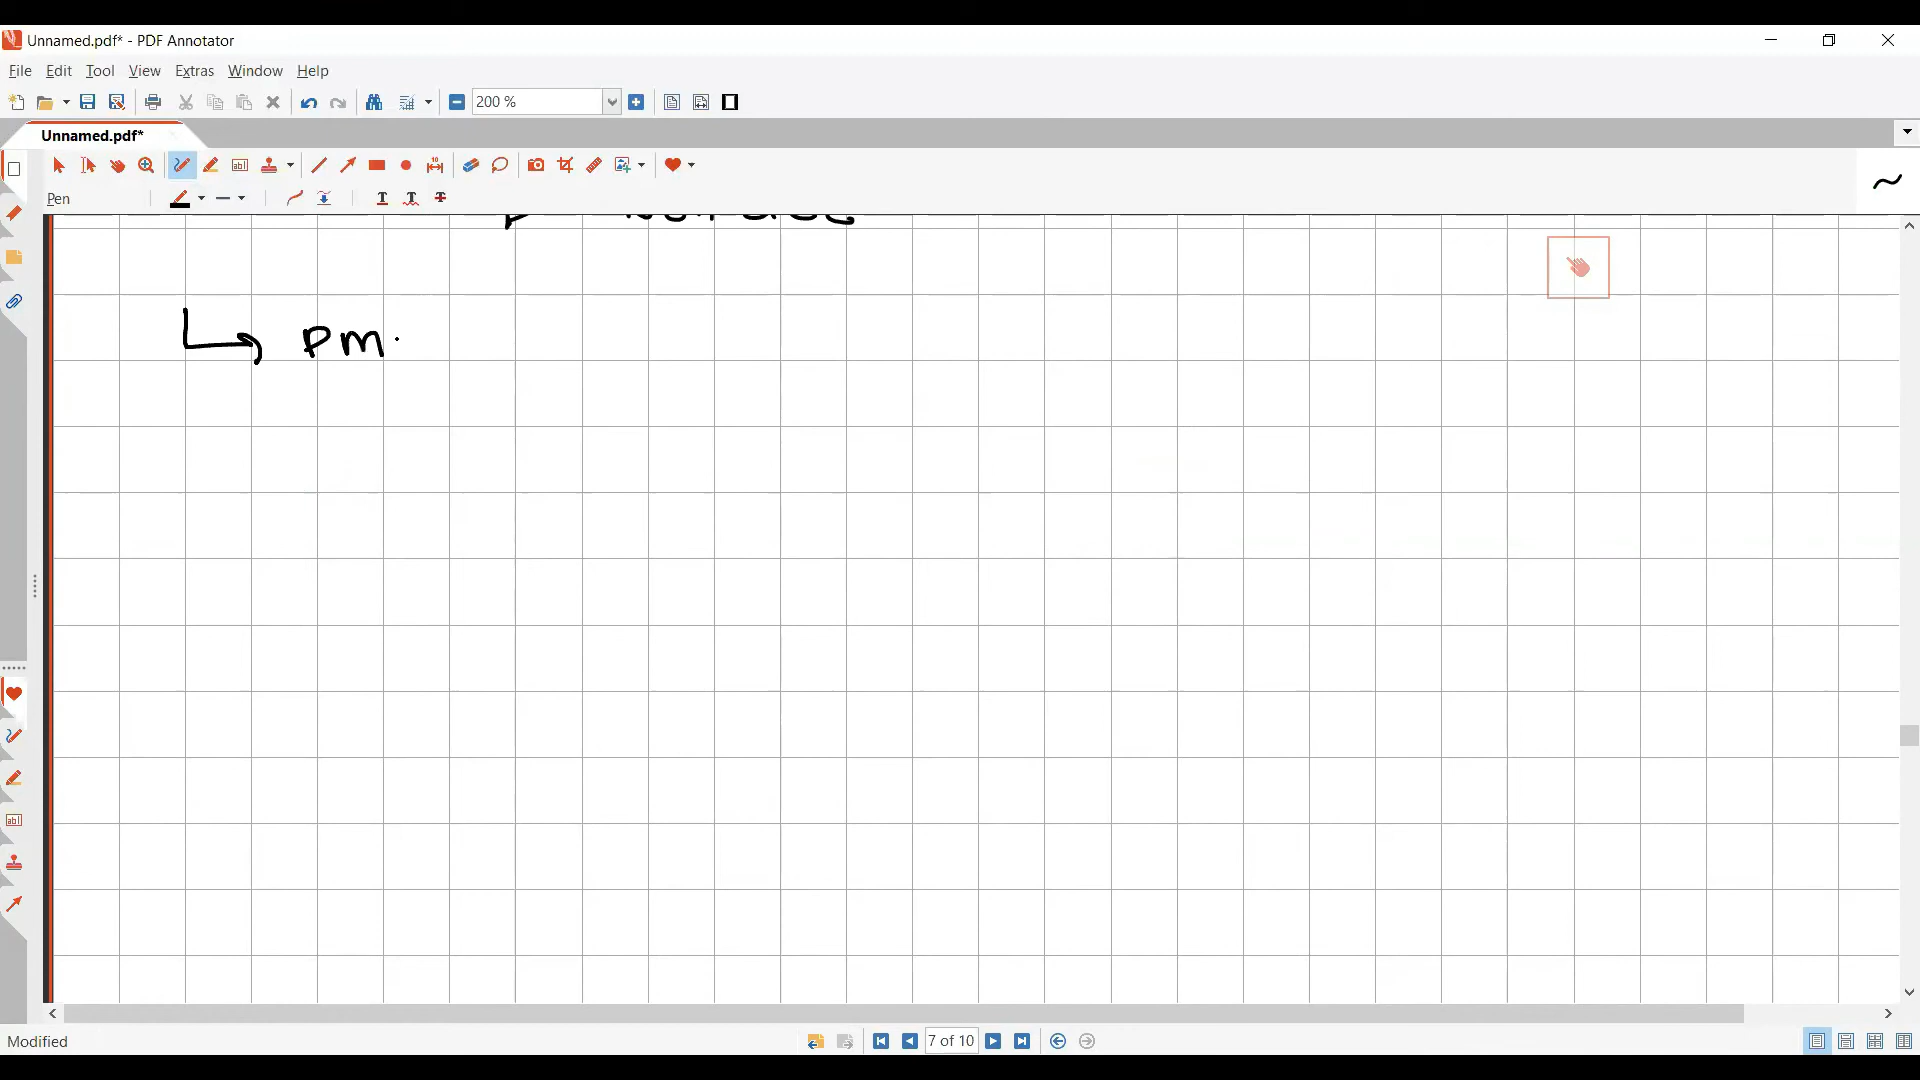 Unnamed.pdf* - PDF Annotator
File Edit Tool View Extras Window Help
200 %
Unnamed.pdf*
Pen
pm
7 of 10
Modified